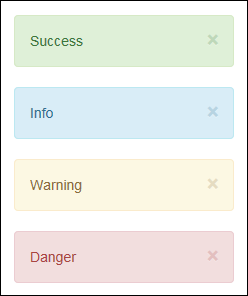 Success ×
Info ×
Warning ×
Danger ×